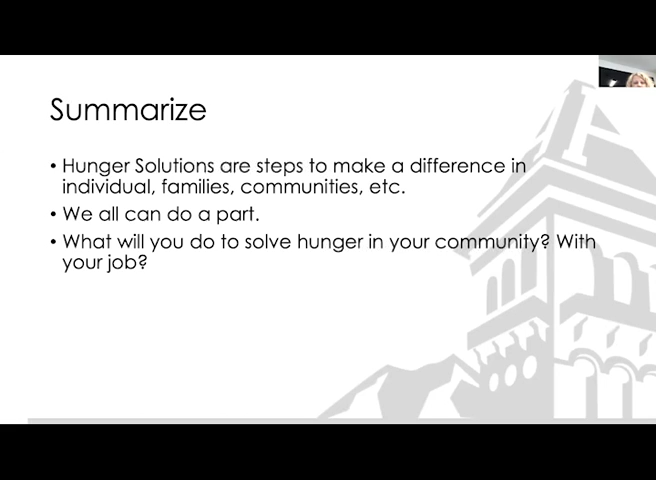 Summarize
• Hunger Solutions are steps to make a difference in
individual, families, communities, etc.
• We all can do a part.
• What will you do to solve hunger in your community? With
your job?